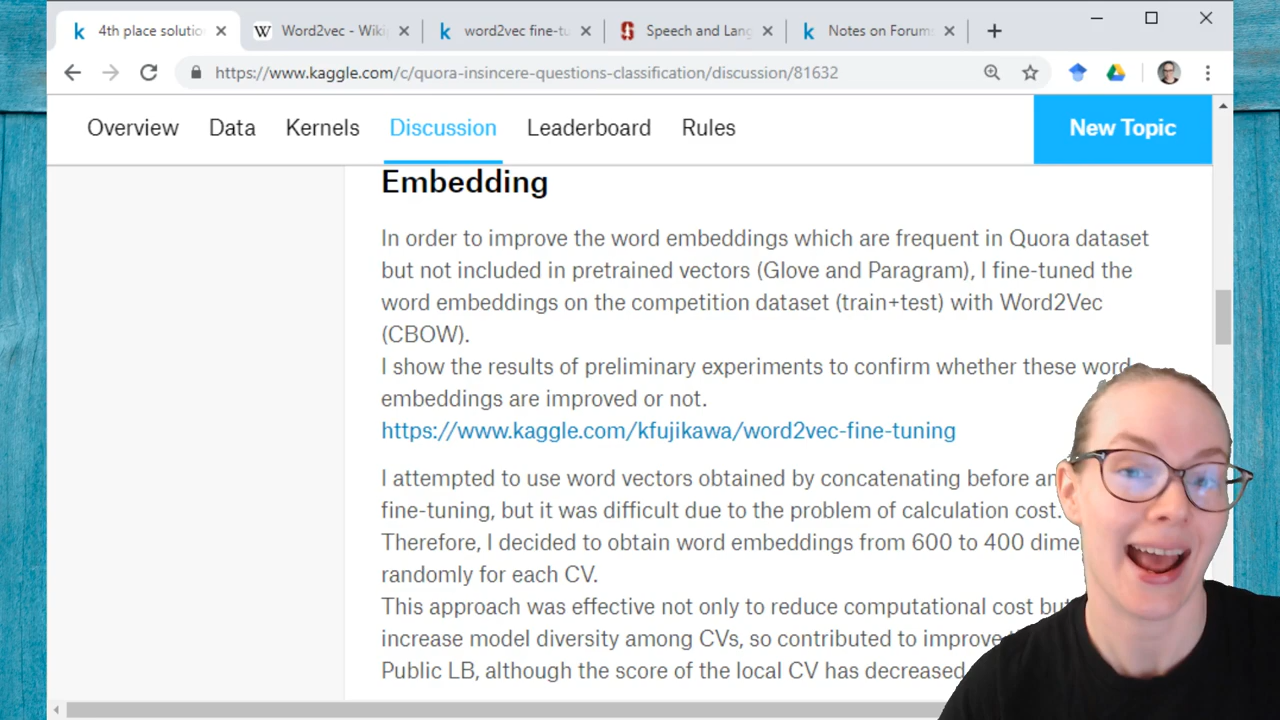 4th place solutio
Word2vec - Wiki
word2vec fine-tu
Speech and Lang
Notes on Forums
https://www.kaggle.com/c/quora-insincere-questions-classification/discussion/81632
Overview
Data
Kernels
Discussion
Leaderboard
Rules
New Topic
Embedding
In order to improve the word embeddings which are frequent in Quora dataset
but not included in pretrained vectors (Glove and Paragram), I fine-tuned the
word embeddings on the competition dataset (train+test) with Word2Vec
(CBOW).
I show the results of preliminary experiments to confirm whether these word
embeddings are improved or not.
https://www.kaggle.com/kfujikawa/word2vec-fine-tuning
I attempted to use word vectors obtained by concatenating before an
fine-tuning, but it was difficult due to the problem of calculation cost.
Therefore, I decided to obtain word embeddings from 600 to 400 dime
randomly for each CV.
This approach was effective not only to reduce computational cost bu
increase model diversity among CVs, so contributed to improve
Public LB, although the score of the local CV has decreased